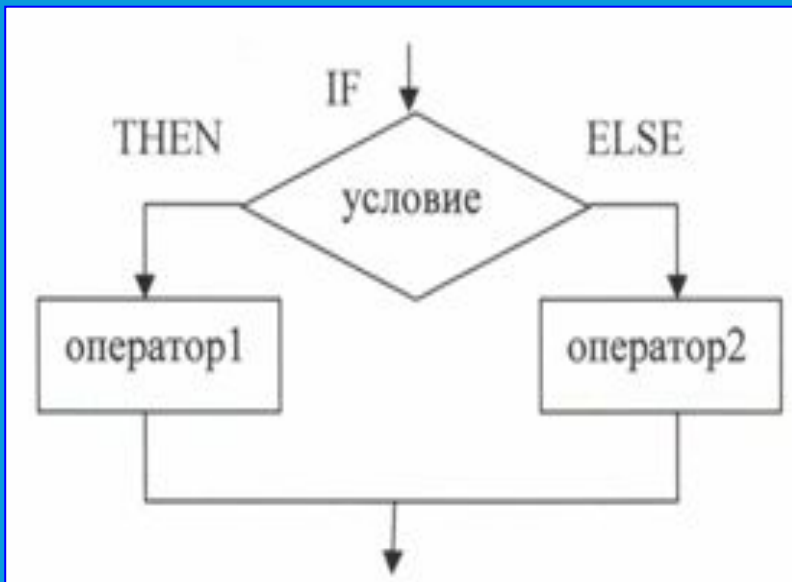 IF
THEN
ELSE
условие
оператор1
оператор2